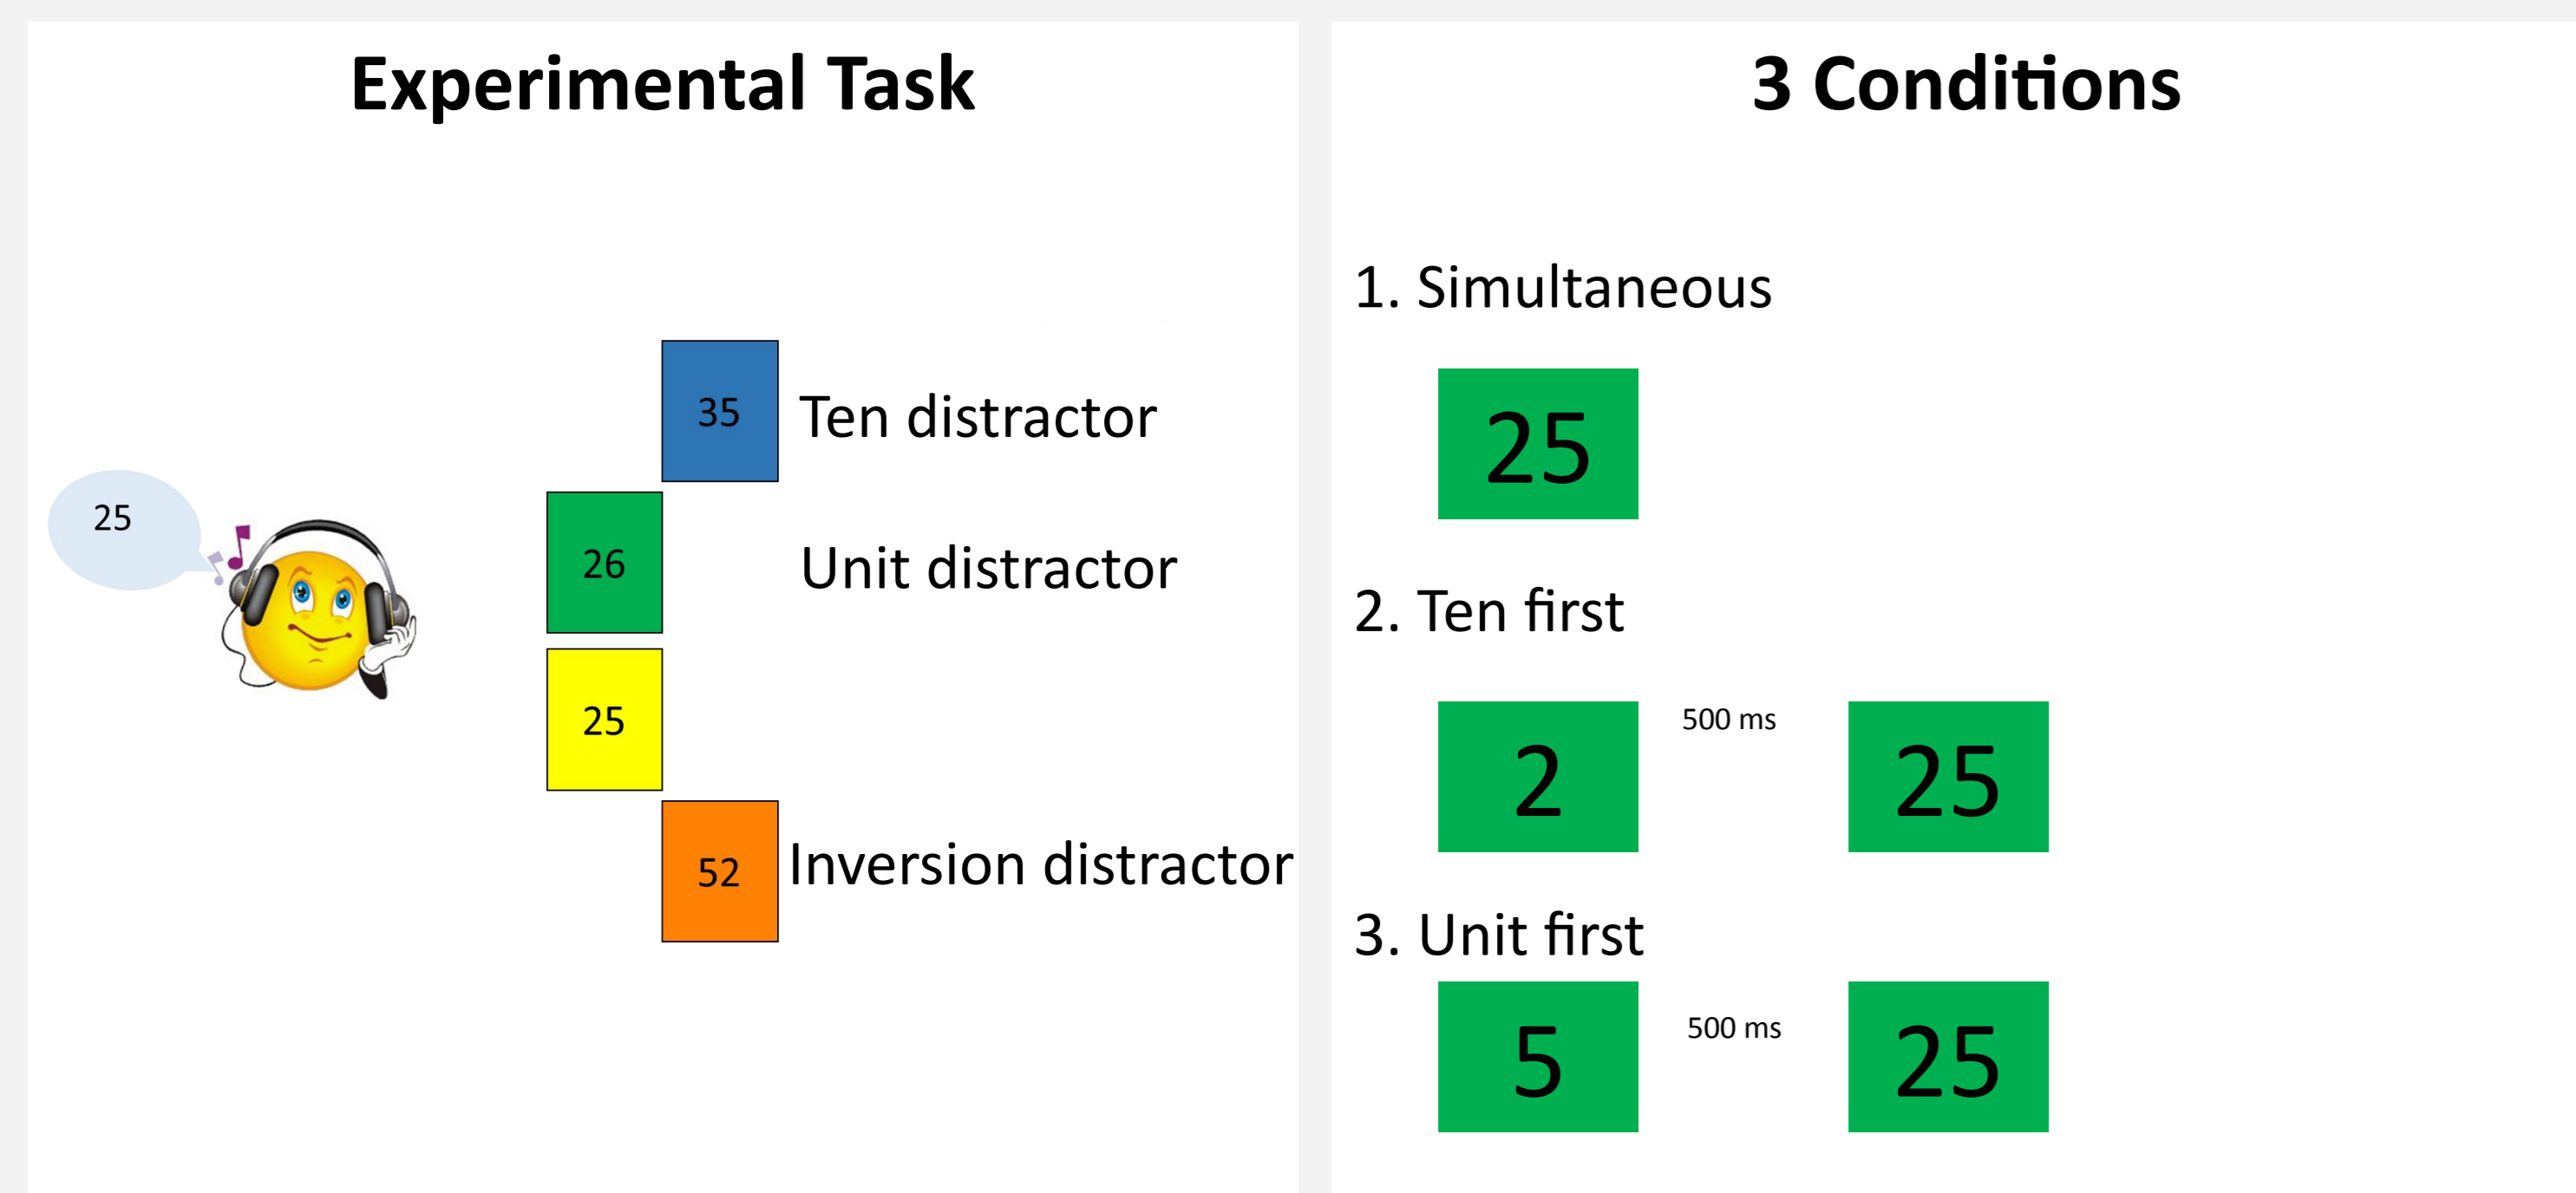 Experimental Task
35 Ten distractor
25
26 Unit distractor
25
52 Inversion distractor
3 Conditions
1. Simultaneous
25
2. Ten first
2 500 ms 25
3. Unit first
5 500 ms 25